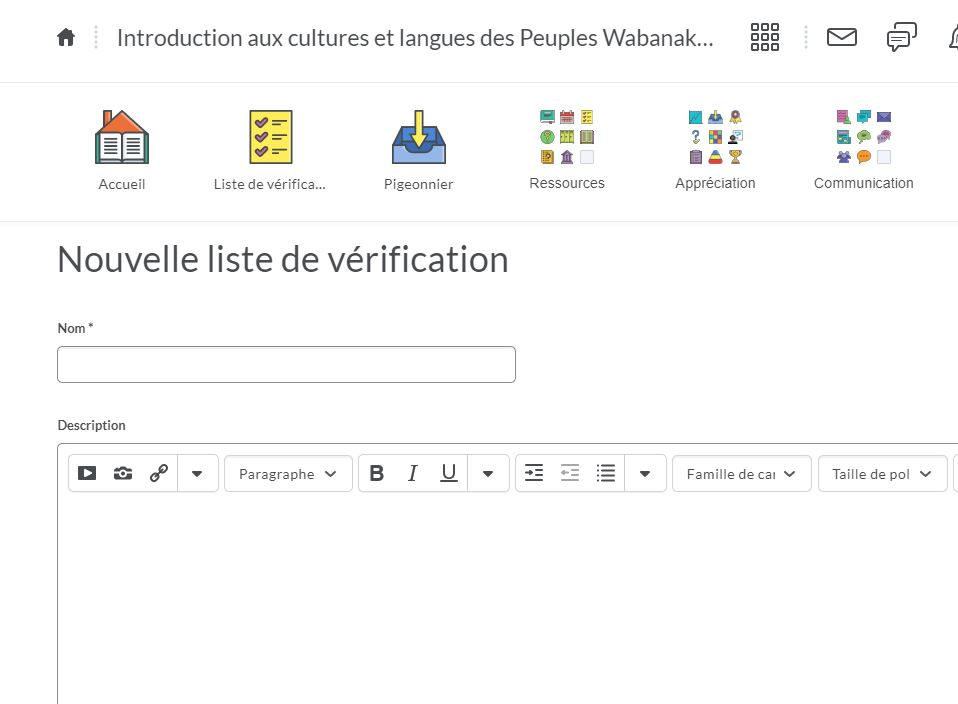 Introduction aux cultures et langues des Peuples Wabanak...
Accueil
Liste de vérifica...
Pigeonnier
Ressources
Appréciation
Communication
Nouvelle liste de vérification
Nom *
Description
Paragraphe
B I U
Famille de car
Taille de pol